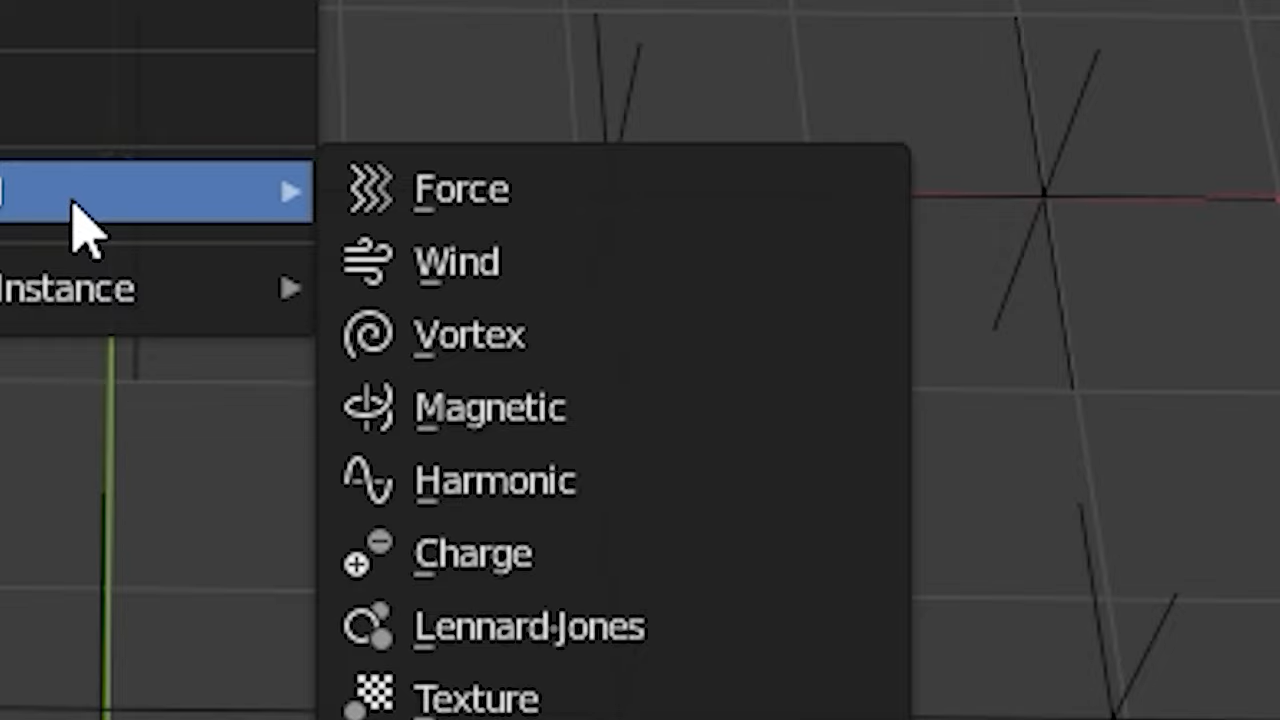 Force
Wind
Vortex
Magnetic
Instance
Harmonic
Charge
Lennard-Jones
Texture